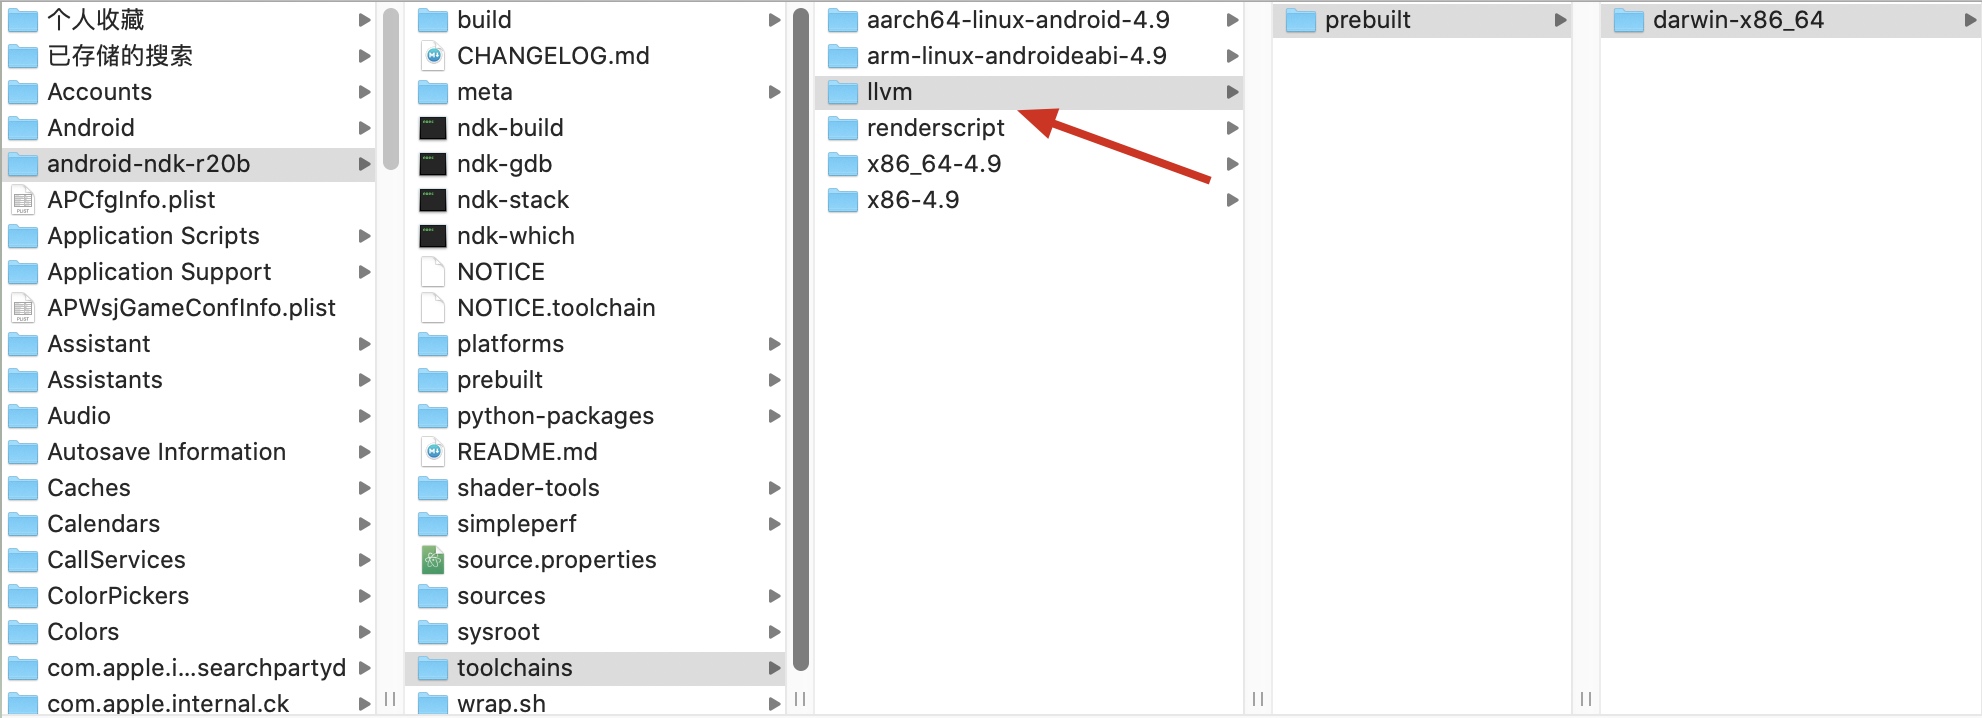 个人收藏
已存储的搜索
Accounts
Android
android-ndk-r20b
APCfgInfo.plist
Application Scripts
Application Support
APWsjGameConfInfo.plist
Assistant
Assistants
Audio
Autosave Information
Caches
Calendars
CallServices
ColorPickers
Colors
com.apple.i...searchpartyd
com.apple.internal.ck
build
CHANGELOG.md
meta
ndk-build
ndk-gdb
ndk-stack
ndk-which
NOTICE
NOTICE.toolchain
platforms
prebuilt
python-packages
README.md
shader-tools
simpleperf
source.properties
sources
sysroot
toolchains
wrap.sh
aarch64-linux-android-4.9
arm-linux-androideabi-4.9
llvm
renderscript
x86_64-4.9
x86-4.9
prebuilt
darwin-x86_64